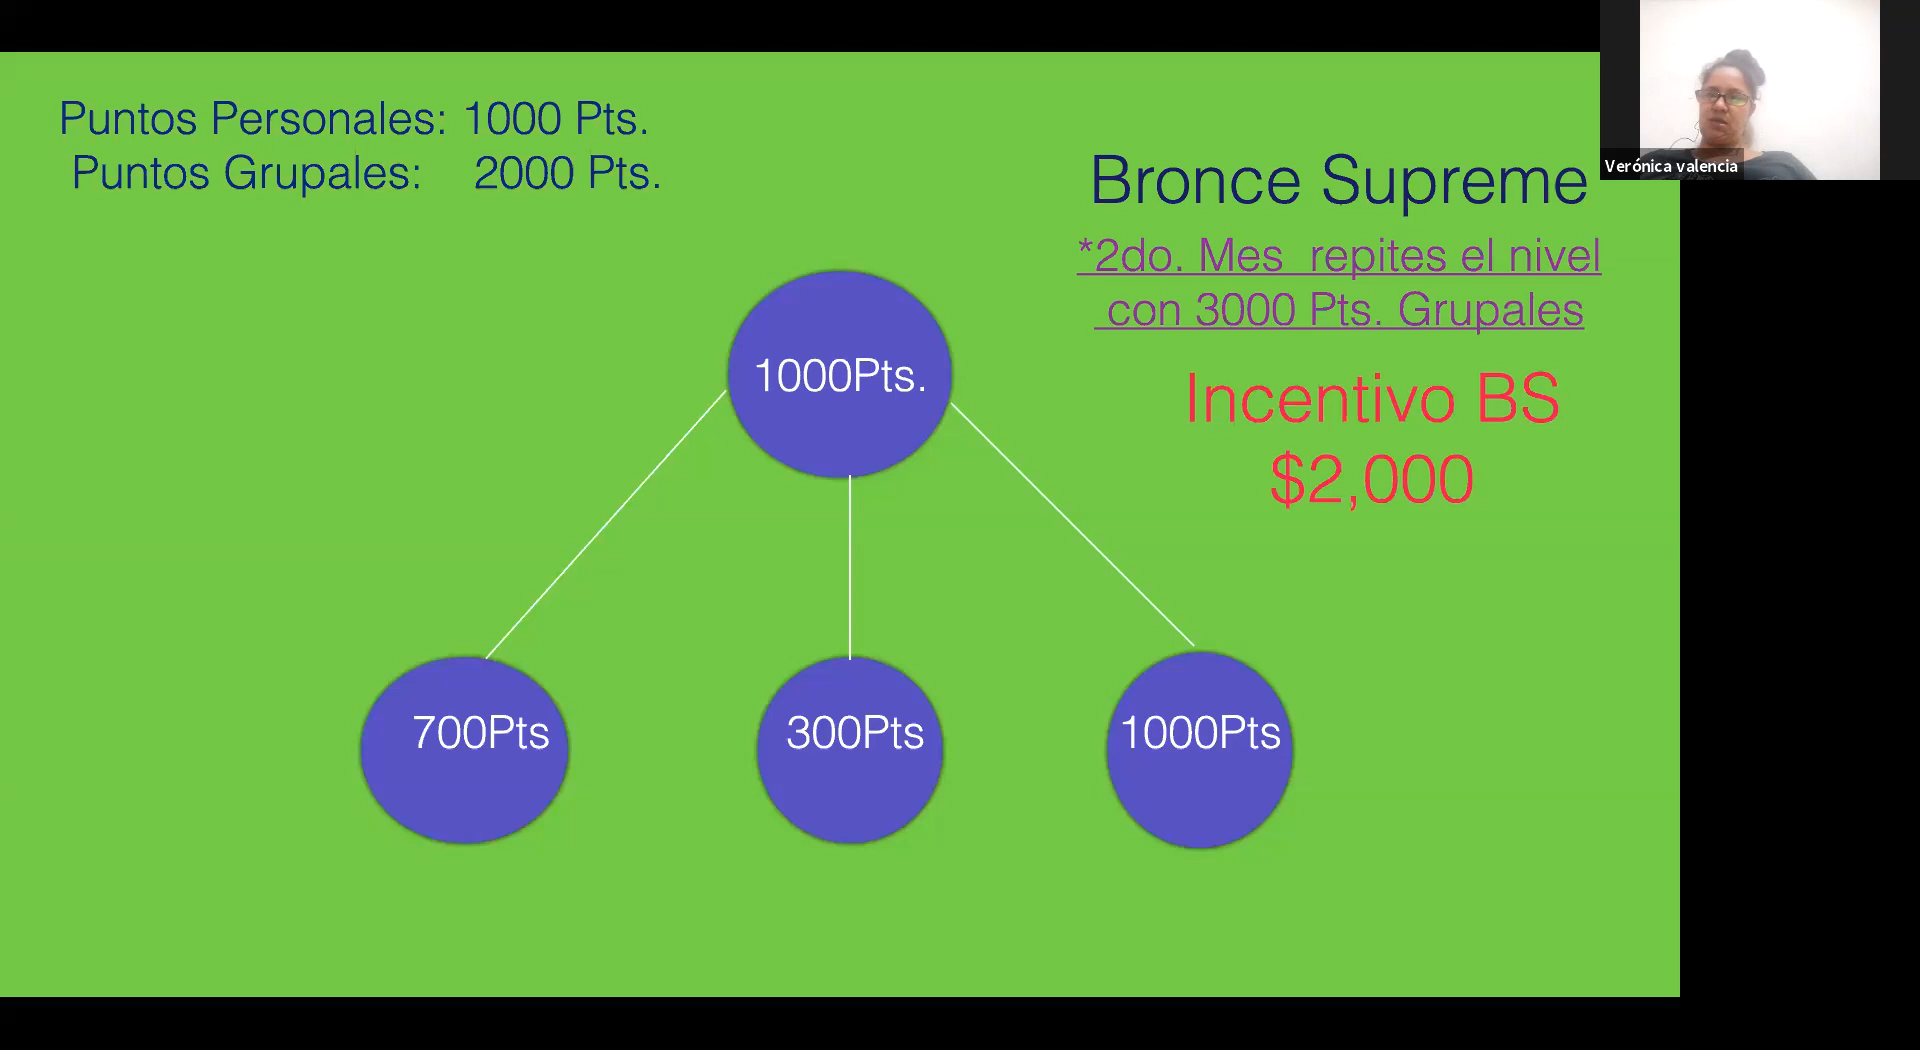 Puntos Personales: 1000 Pts.
Puntos Grupales: 2000 Pts.
Verónica valencia
Bronce Supreme
*2do. Mes repites el nivel
con 3000 Pts. Grupales
Incentivo BS
$2,000
1000Pts.
700Pts
300Pts
1000Pts